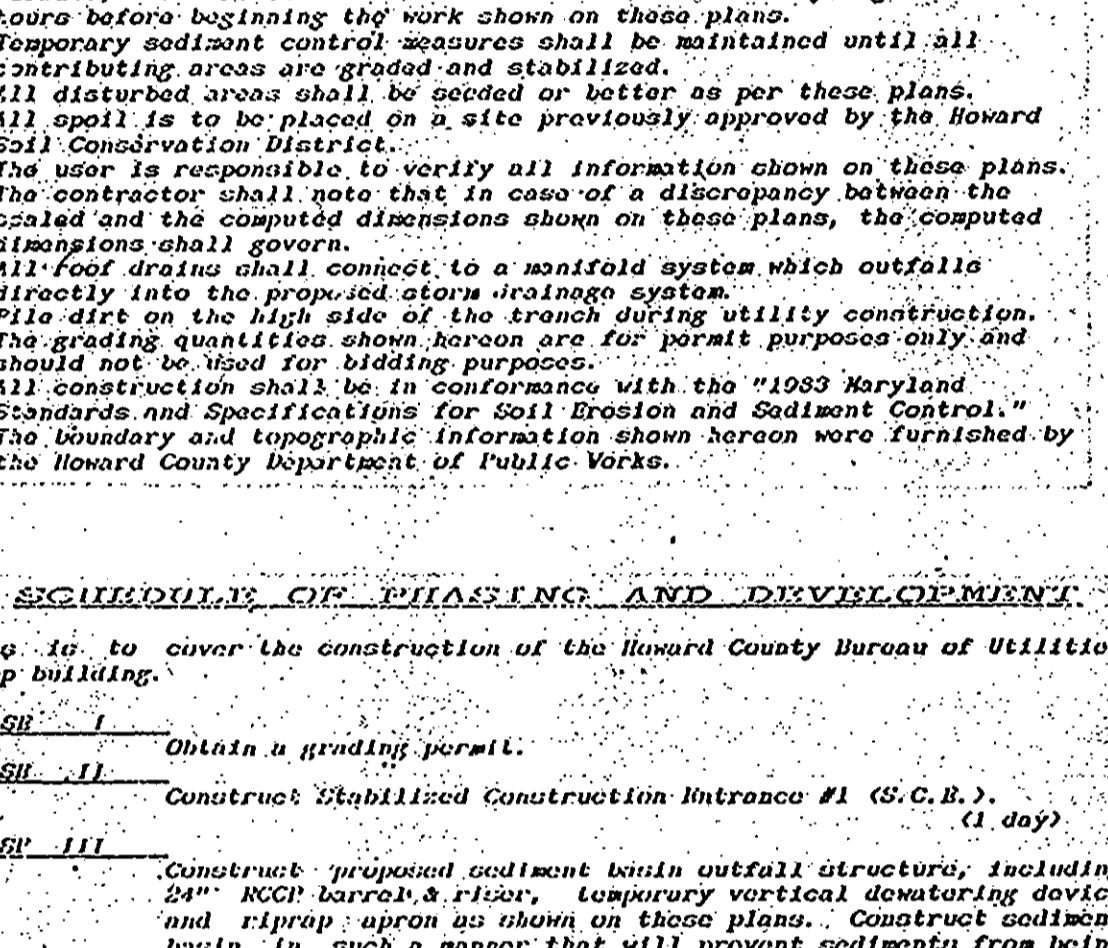 hours before beginning the work shown on these plans.
Temporary sediment control measures shall be maintained until all
contributing areas are graded and stabilized.
All disturbed areas shall be seeded or better as per these plans.
All spoil is to be placed on a site previously approved by the Howard
Soil Conservation District.
The user is responsible to verify all information shown on these plans.
The contractor shall note that in case of a discrepancy between the
scaled and the computed dimensions shown on these plans, the computed
dimensions shall govern.
All roof drains shall connect to a manifold system which outfalls
directly into the proposed storm drainage system.
Pile dirt on the high side of the trench during utility construction.
The grading quantities shown hereon are for permit purposes only and
should not be used for bidding purposes.
All construction shall be in conformance with the "1983 Maryland
Standards and Specifications for Soil Erosion and Sediment Control."
The boundary and topographic information shown hereon were furnished by
the Howard County Department of Public Works.
SCHEDULE OF PHASING AND DEVELOPMENT
is to cover the construction of the Howard County Bureau of Utilitie
p building.
SE I
Obtain a grading permit.
SE II
Construct Stabilized Construction Entrance #1 (S.C.E.).
(1 day)
SE III
Construct proposed sediment basin outfall structure, includin
24" RCCP barrel & riser, temporary vertical dewatering devic
and riprap apron as shown on these plans. Construct sedimen
basin in such a manner that will prevent sediments from bein